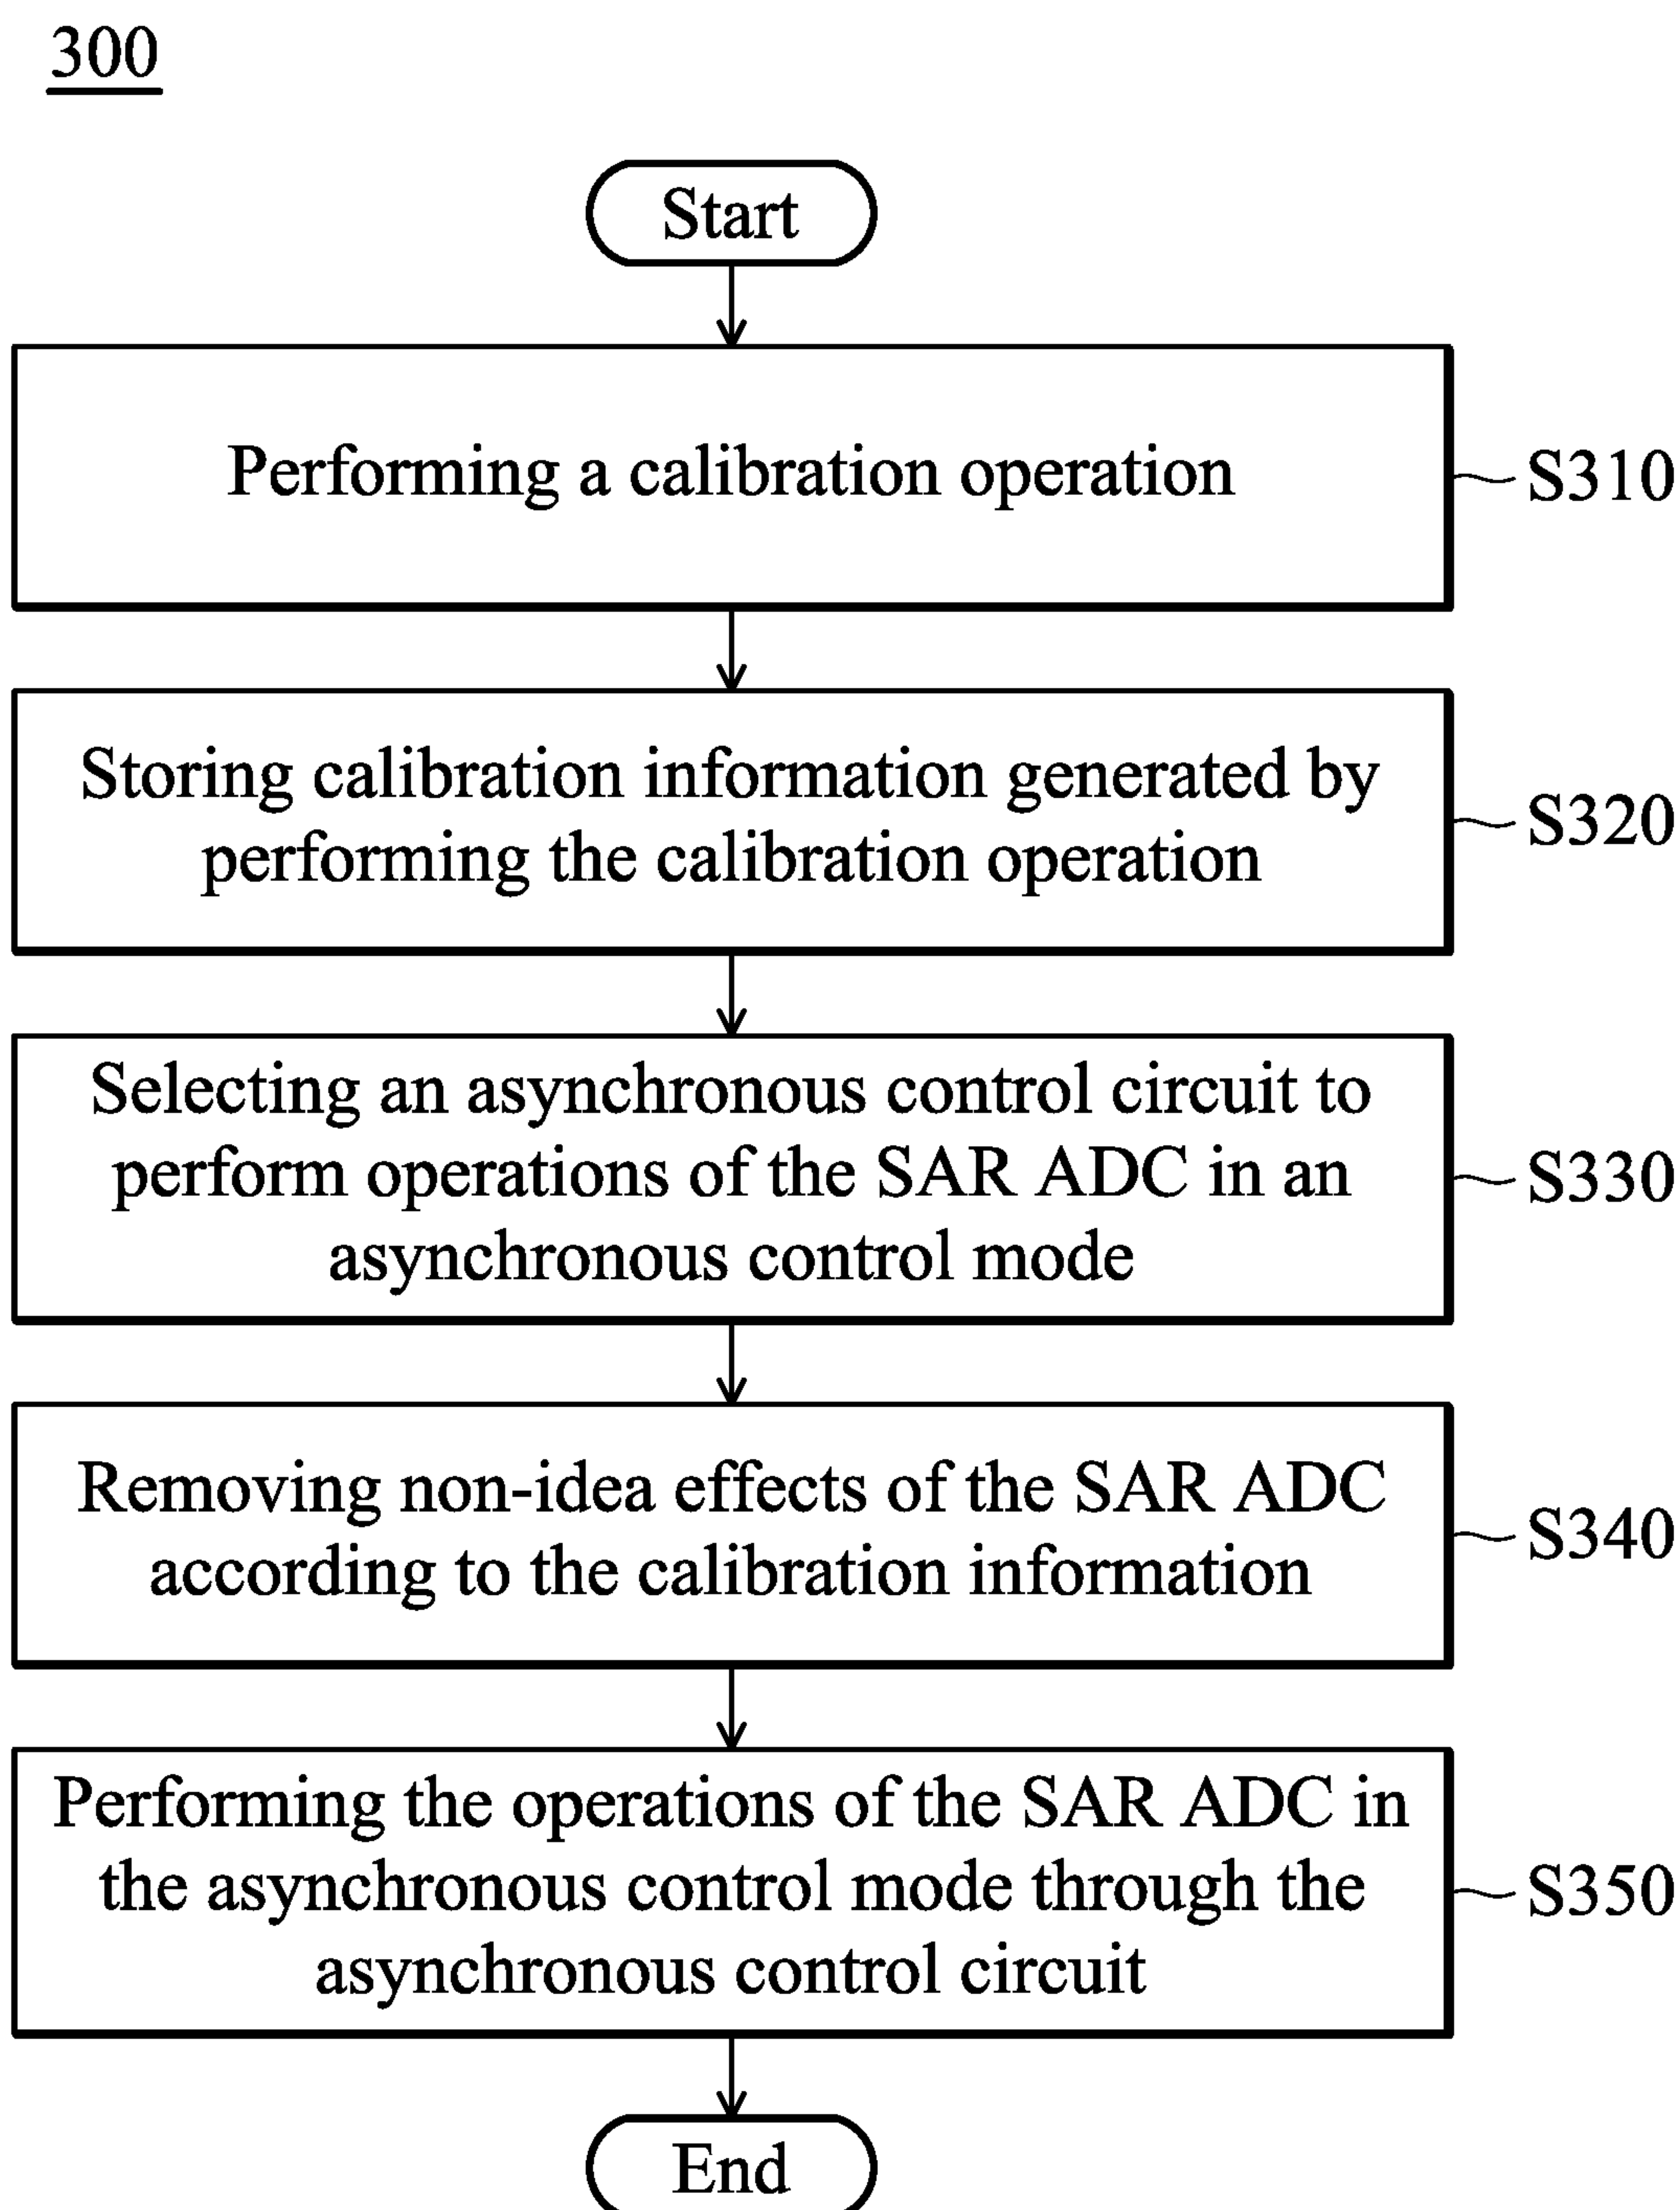 300
Start
Performing a calibration operation
S310
Storing calibration information generated by
performing the calibration operation
S320
Selecting an asynchronous control circuit to
perform operations of the SAR ADC in an
asynchronous control mode
S330
Removing non-idea effects of the SAR ADC
according to the calibration information
S340
Performing the operations of the SAR ADC in
the asynchronous control mode through the
asynchronous control circuit
S350
End